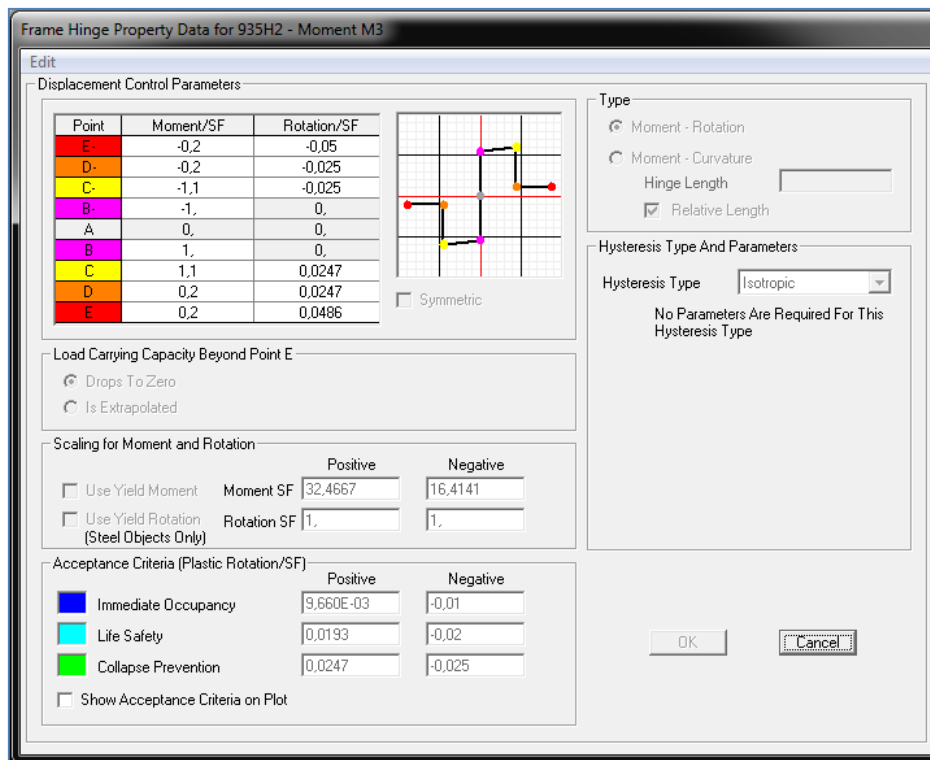 Frame Hinge Property Data for 935H2 - Moment M3
Edit
Displacement Control Parameters
Point Moment/SF Rotation/SF
E- -0,2 -0,05
D- -0,2 -0,025
C- -1,1 -0,025
B- -1, 0,
A 0, 0,
B 1, 0,
C 1,1 0,0247
D 0,2 0,0247
E 0,2 0,0486
Symmetric
Load Carrying Capacity Beyond Point E
Drops To Zero
Is Extrapolated
Scaling for Moment and Rotation
Positive Negative
Use Yield Moment Moment SF 32,4667 16,4141
Use Yield Rotation Rotation SF 1, 1,
(Steel Objects Only)
Acceptance Criteria (Plastic Rotation/SF)
Positive Negative
Immediate Occupancy 9,660E-03 -0,01
Life Safety 0,0193 -0,02
Collapse Prevention 0,0247 -0,025
Show Acceptance Criteria on Plot
Type
Moment - Rotation
Moment - Curvature
Hinge Length
Relative Length
Hysteresis Type And Parameters
Hysteresis Type Isotropic
No Parameters Are Required For This
Hysteresis Type
OK Cancel